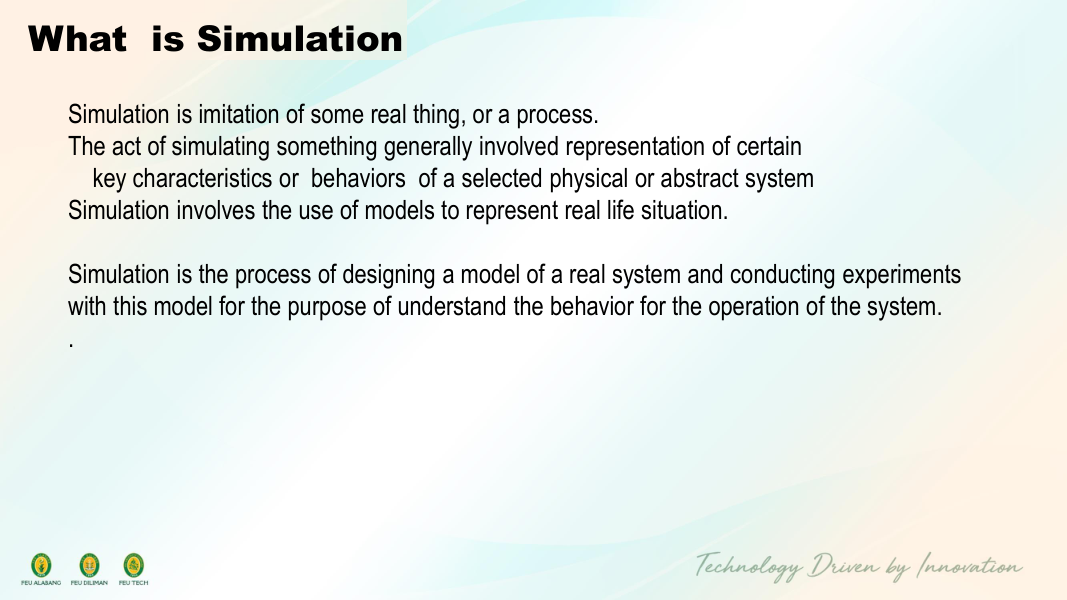 What  is Simulation
Simulation is imitation of some real thing, or a process.
The act of simulating something generally involved representation of certain
key characteristics or  behaviors  of a selected physical or abstract system
Simulation involves the use of models to represent real life situation.
Simulation is the process of designing a model of a real system and conducting experiments
with this model for the purpose of understand the behavior for the operation of the system.
.
FEU ALABANG FEU DILIMAN FEU TECH
Technology Driven by Innovation